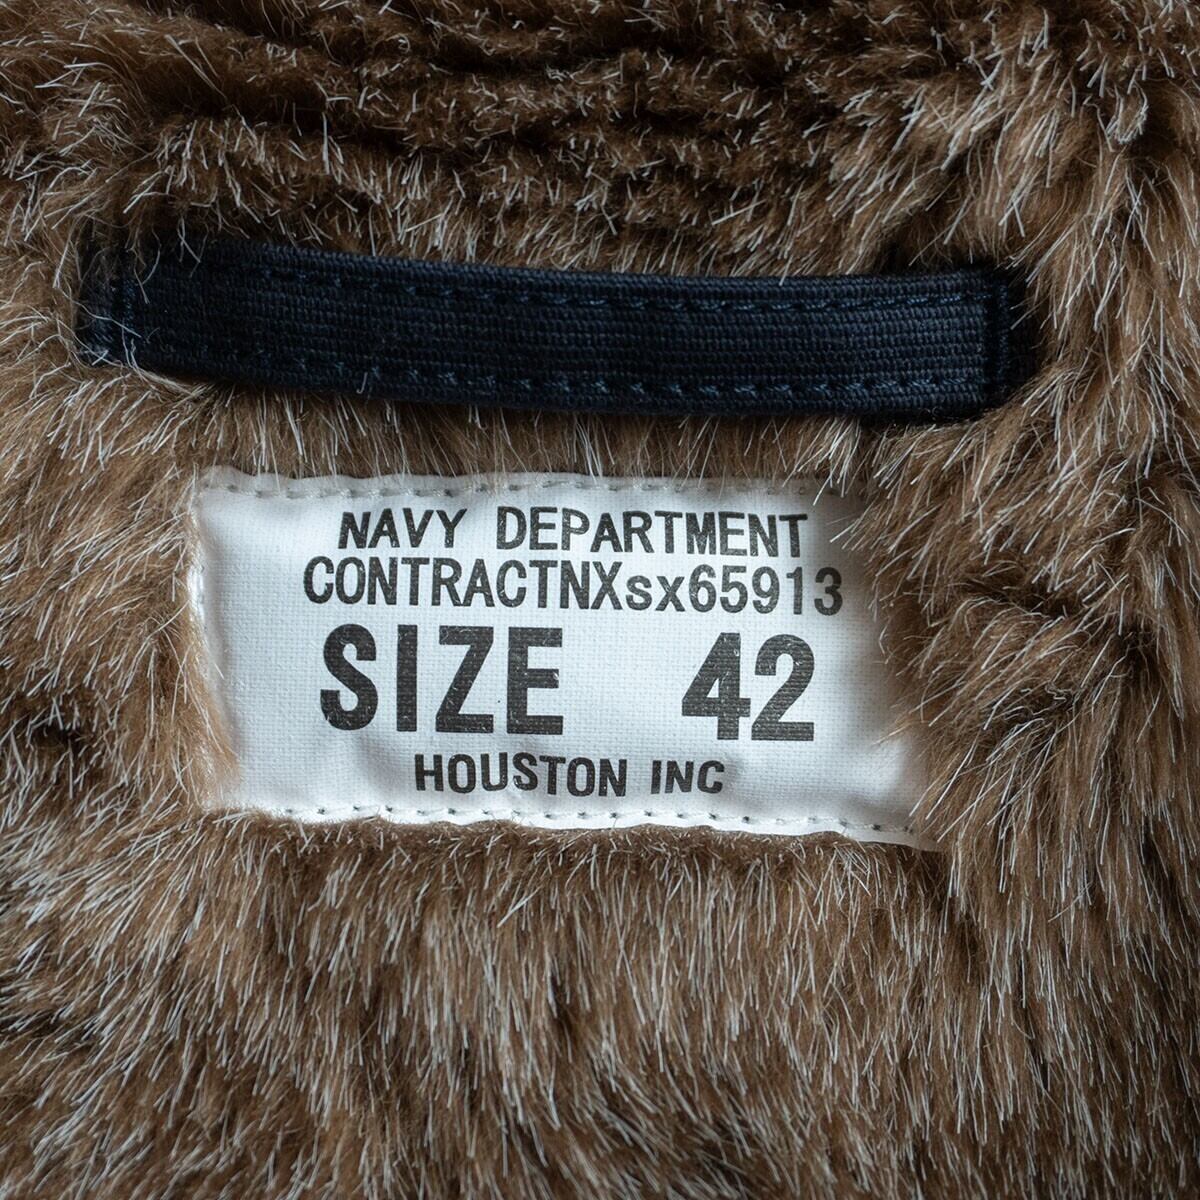 NAVY DEPARTMENT
CONTRACTNXsx65913
SIZE 42
HOUSTON INC